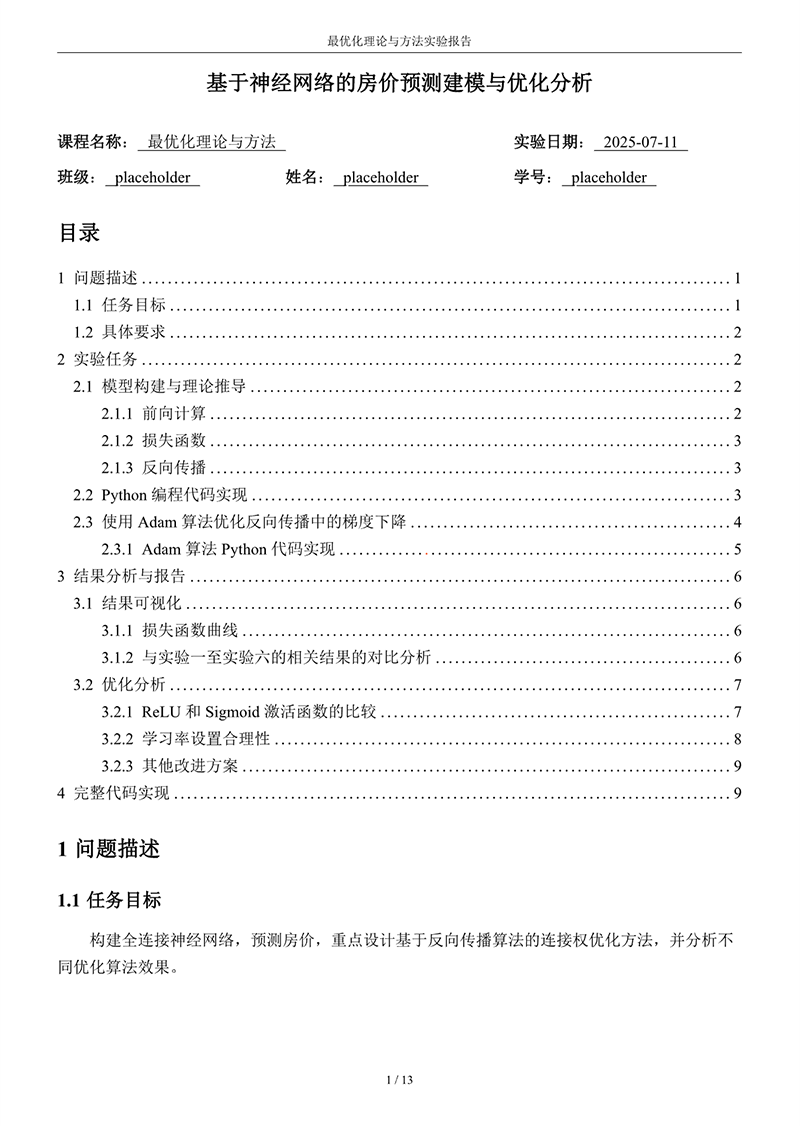 最优化理论与方法实验报告
基于神经网络的房价预测建模与优化分析
课程名称： 最优化理论与方法 实验日期： 2025-07-11
班级： placeholder 姓名： placeholder 学号： placeholder
目录
1 问题描述 1
1.1 任务目标 1
1.2 具体要求 2
2 实验任务 2
2.1 模型构建与理论推导 2
2.1.1 前向计算 2
2.1.2 损失函数 3
2.1.3 反向传播 3
2.2 Python 编程代码实现 3
2.3 使用 Adam 算法优化反向传播中的梯度下降 4
2.3.1 Adam 算法 Python 代码实现 5
3 结果分析与报告 6
3.1 结果可视化 6
3.1.1 损失函数曲线 6
3.1.2 与实验一至实验六的相关结果的对比分析 6
3.2 优化分析 7
3.2.1 ReLU 和 Sigmoid 激活函数的比较 7
3.2.2 学习率设置合理性 8
3.2.3 其他改进方案 9
4 完整代码实现 9
1 问题描述
1.1 任务目标
构建全连接神经网络，预测房价，重点设计基于反向传播算法的连接权优化方法，并分析不
同优化算法效果。
1 / 13